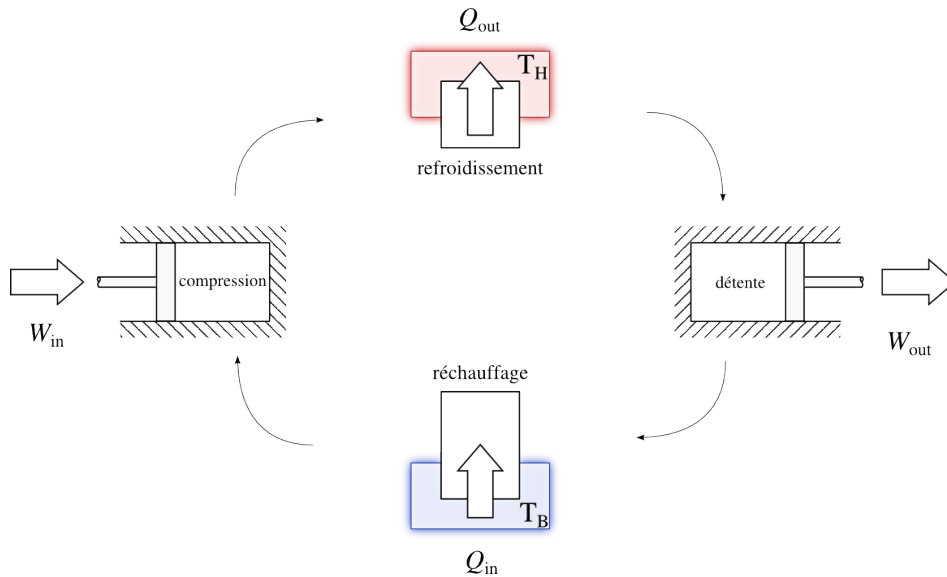 Q_out
T_H
refroidissement
compression
détente
W_in
W_out
réchauffage
T_B
Q_in